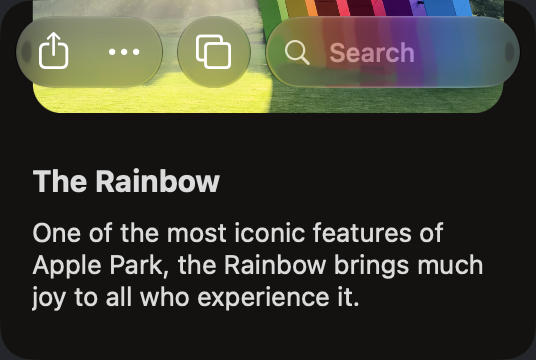 Search
The Rainbow
One of the most iconic features of
Apple Park, the Rainbow brings much
joy to all who experience it.